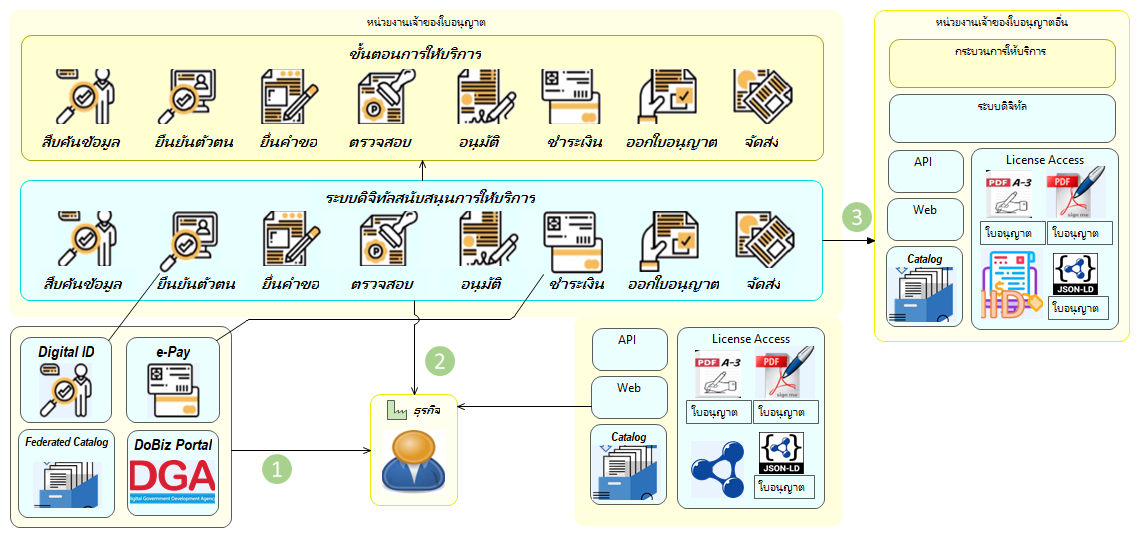 หน่วยงานเจ้าของใบอนุญาต
ขั้นตอนการให้บริการ
สืบค้นข้อมูล ยืนยันตัวตน ยื่นคำขอ ตรวจสอบ อนุมัติ ชำระเงิน ออกใบอนุญาต จัดส่ง
ระบบดิจิทัลสนับสนุนการให้บริการ
สืบค้นข้อมูล ยืนยันตัวตน ยื่นคำขอ ตรวจสอบ อนุมัติ ชำระเงิน ออกใบอนุญาต จัดส่ง
3
หน่วยงานเจ้าของใบอนุญาตอื่น
กระบวนการให้บริการ
ระบบดิจิทัล
API
Web
Catalog
License Access
PDF A-3
PDF
sign me
ใบอนุญาต ใบอนุญาต
HD
JSON-LD
ใบอนุญาต
Digital ID
e-Pay
Federated Catalog
DoBiz Portal
DGA
Digital Government Development Agency
1
2
ธุรกิจ
API
Web
Catalog
License Access
PDF A-3
PDF
sign me
ใบอนุญาต ใบอนุญาต
JSON-LD
ใบอนุญาต